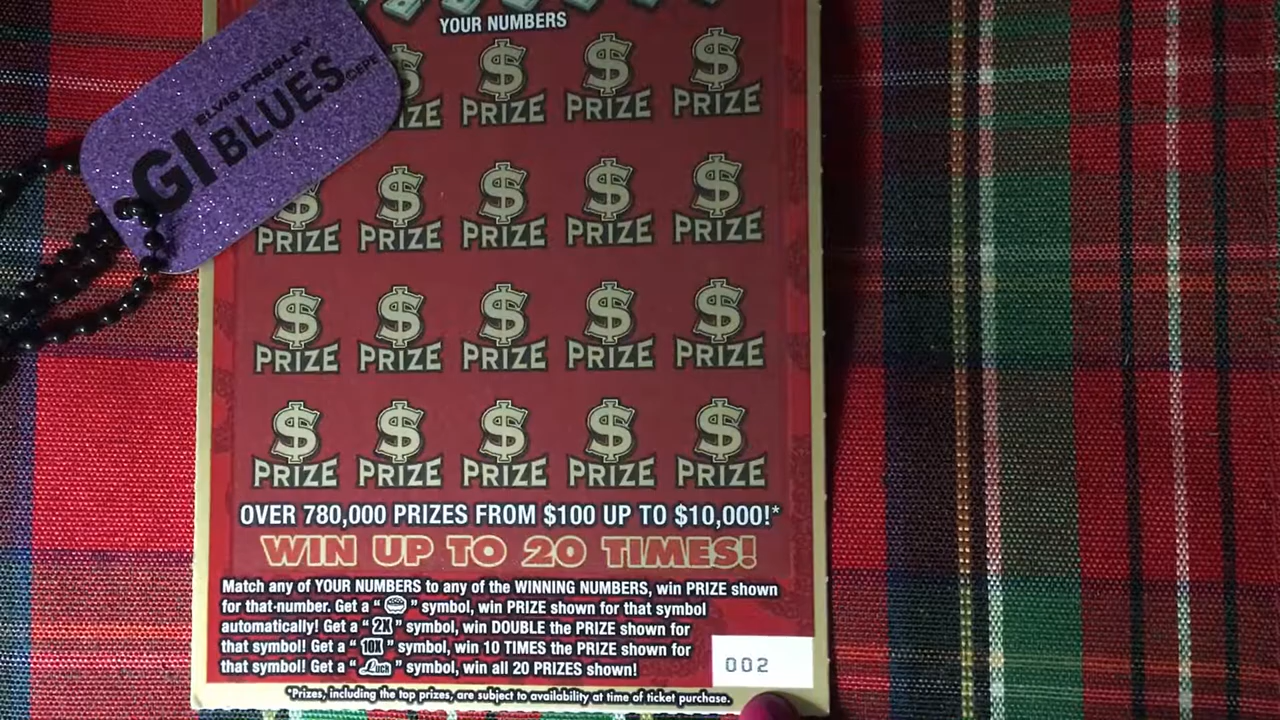 YOUR NUMBERS
ELVIS PRESLEY
GI BLUES
PRIZE PRIZE PRIZE
PRIZE PRIZE PRIZE PRIZE PRIZE
PRIZE PRIZE PRIZE PRIZE PRIZE
PRIZE PRIZE PRIZE PRIZE PRIZE
OVER 780,000 PRIZES FROM $100 UP TO $10,000!*
WIN UP TO 20 TIMES!
Match any of YOUR NUMBERS to any of the WINNING NUMBERS, win PRIZE shown
for that number. Get a " " symbol, win PRIZE shown for that symbol
automatically! Get a "2X" symbol, win DOUBLE the PRIZE shown for
that symbol! Get a "10X" symbol, win 10 TIMES the PRIZE shown for
that symbol! Get a "Luck" symbol, win all 20 PRIZES shown!
002
*Prizes, including the top prizes, are subject to availability at time of ticket purchase.